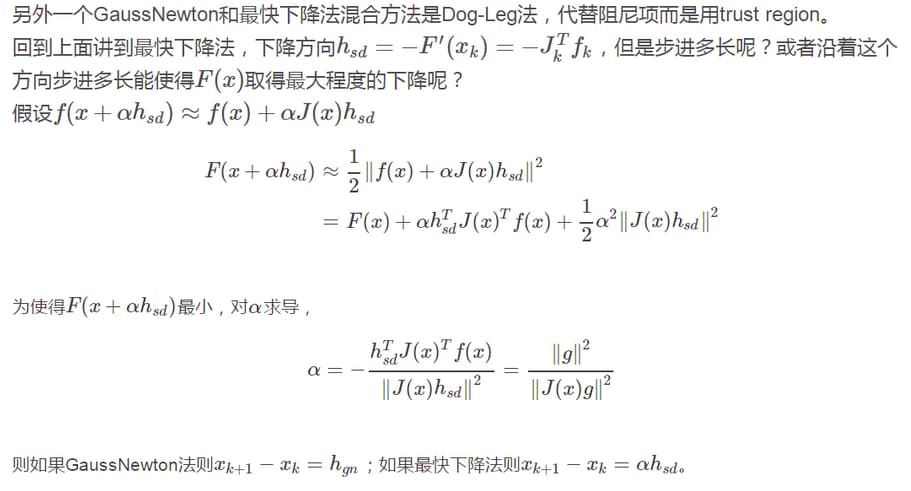 另外一个GaussNewton和最快下降法混合方法是Dog-Leg法，代替阻尼项而是用trust region。
回到上面讲到最快下降法，下降方向$h_{sd} = -F'(x_k) = -J_k^T f_k$，但是步进多长呢？或者沿着这个
方向步进多长能使得$F(x)$取得最大程度的下降呢？
假设$f(x + \alpha h_{sd}) \approx f(x) + \alpha J(x) h_{sd}$
$F(x + \alpha h_{sd}) \approx \frac{1}{2} \| f(x) + \alpha J(x) h_{sd} \|^2$
$= F(x) + \alpha h_{sd}^T J(x)^T f(x) + \frac{1}{2} \alpha^2 \| J(x) h_{sd} \|^2$
为使得$F(x + \alpha h_{sd})$最小，对$\alpha$求导，
$\alpha = -\frac{h_{sd}^T J(x)^T f(x)}{\| J(x) h_{sd} \|^2} = \frac{\| g \|^2}{\| J(x) g \|^2}$
则如果GaussNewton法则$x_{k+1} - x_k = h_{gn}$；如果最快下降法则$x_{k+1} - x_k = \alpha h_{sd}$。